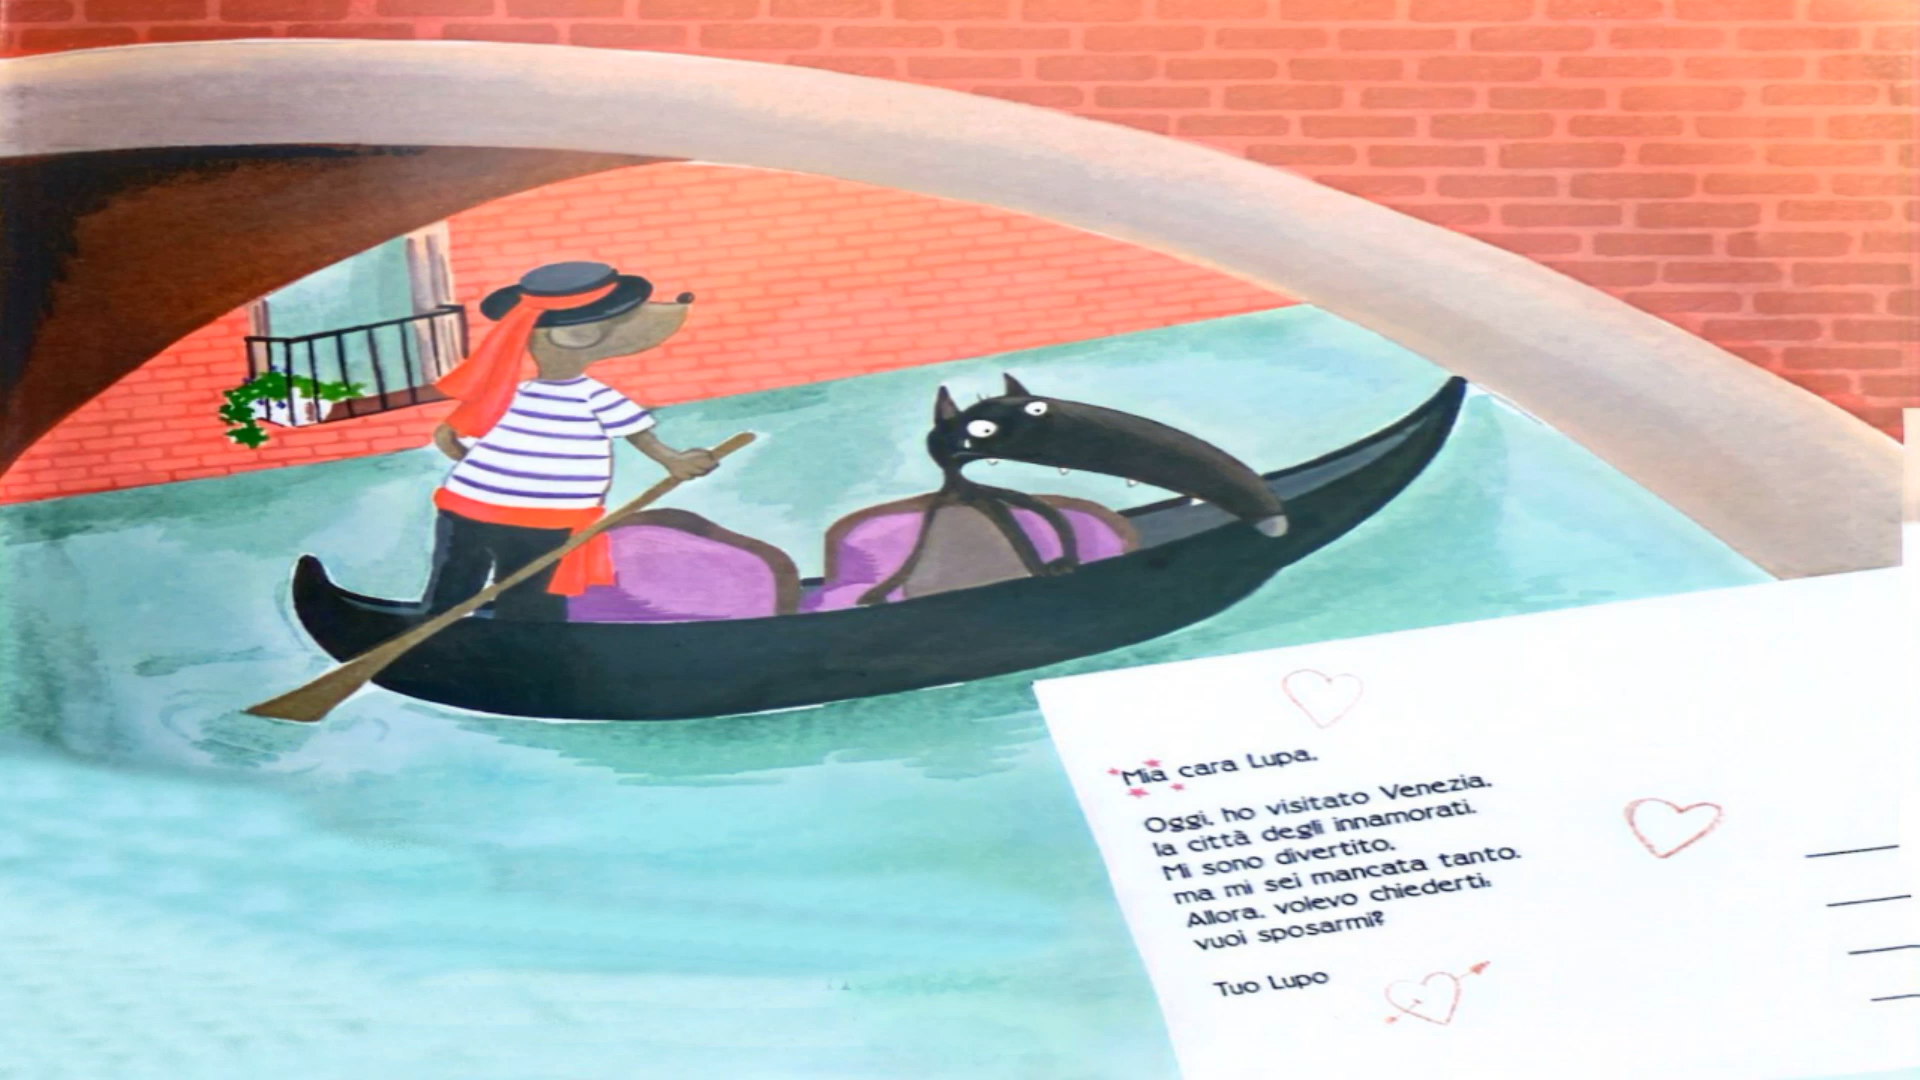 Mia cara Lupa,
Oggi, ho visitato Venezia,
la città degli innamorati.
Mi sono divertito,
ma mi sei mancata tanto.
Allora, volevo chiederti:
vuoi sposarmi?
Tuo Lupo